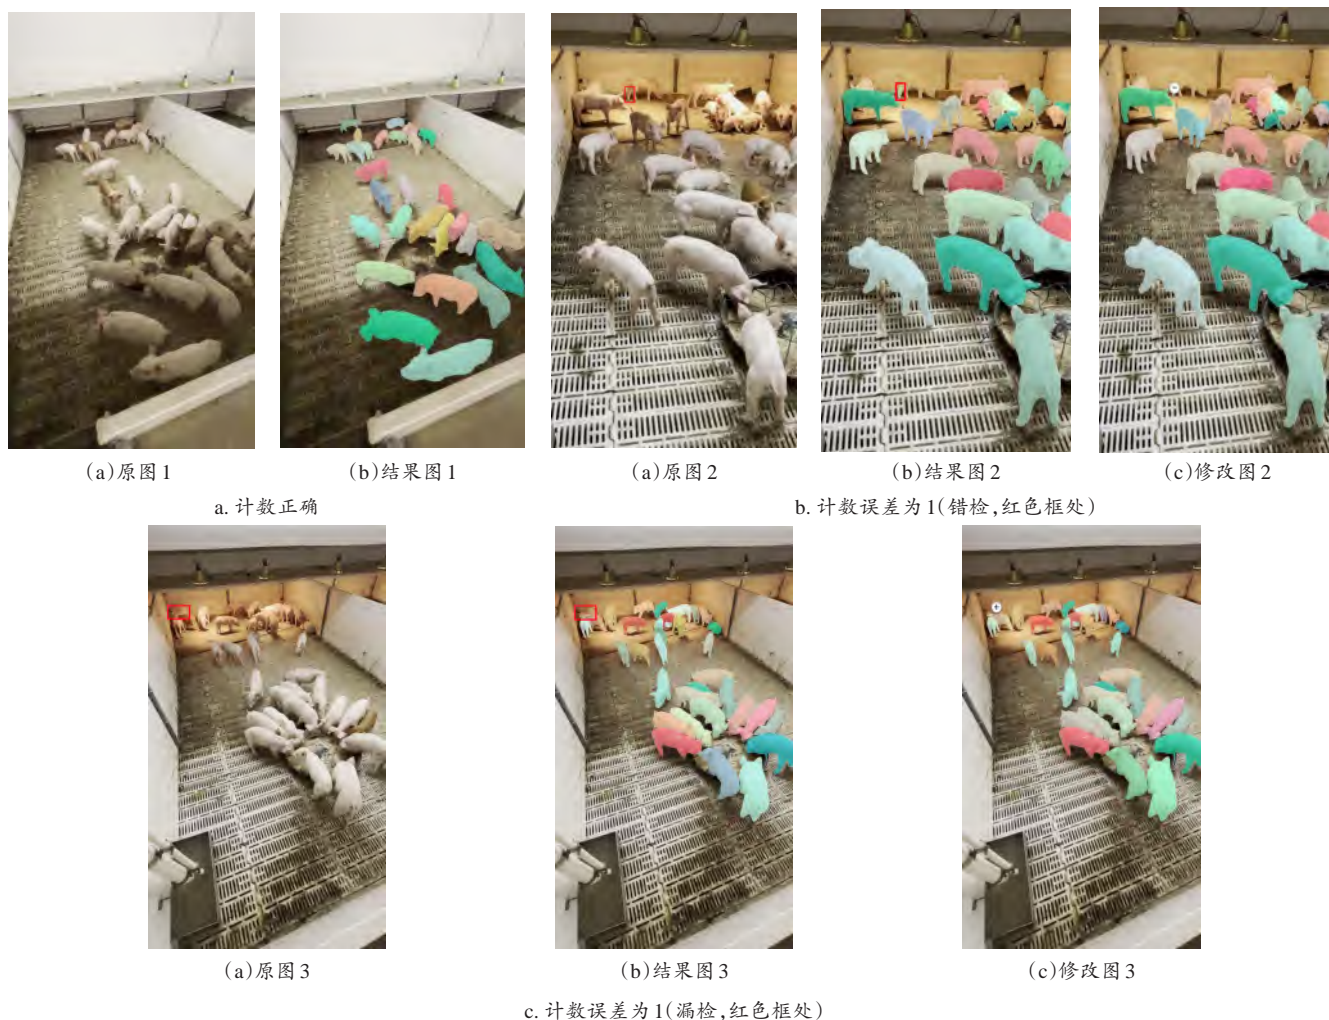 (a)原图1
(b)结果图1
(a)原图2
(b)结果图2
(c)修改图2
a. 计数正确
b. 计数误差为1(错检,红色框处)
(a)原图3
(b)结果图3
(c)修改图3
c. 计数误差为1(漏检,红色框处)